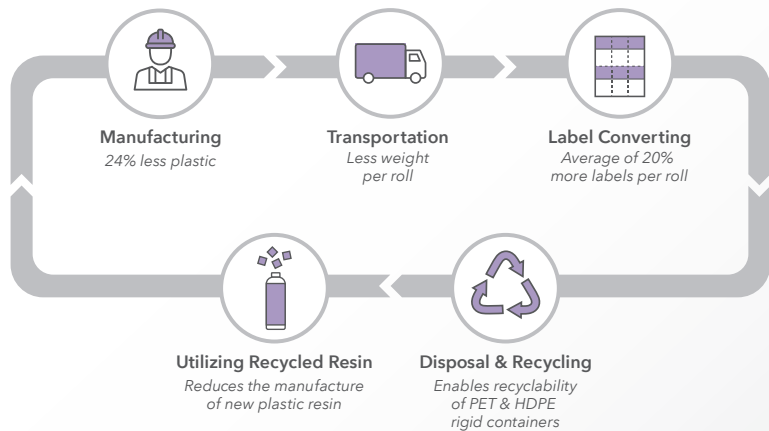 Manufacturing
24% less plastic
Transportation
Less weight
per roll
Label Converting
Average of 20%
more labels per roll
Utilizing Recycled Resin
Reduces the manufacture
of new plastic resin
Disposal & Recycling
Enables recyclability
of PET & HDPE
rigid containers